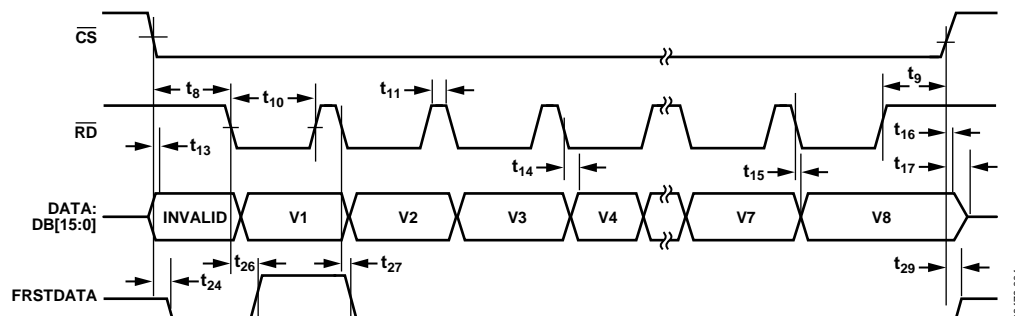 CS
t8
t9
t10
t11
RD
t13
t14
t15
t16
t17
DATA:
DB[15:0]
INVALID
V1
V2
V3
V4
V7
V8
t24
t26
t27
t29
FRSTDATA